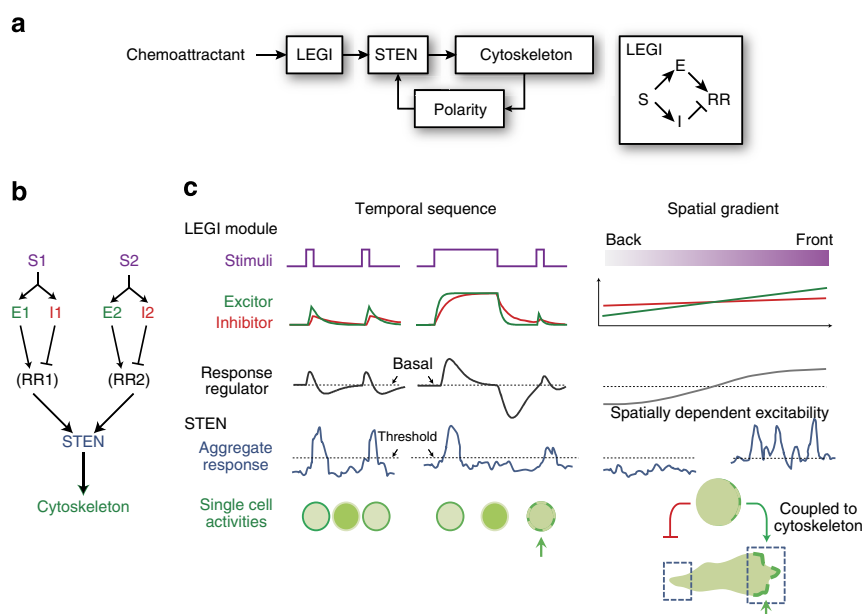 a
Chemoattractant
LEGI
STEN
Cytoskeleton
Polarity
LEGI
E
S
RR
I
b
S1
S2
E1
I1
E2
I2
(RR1)
(RR2)
STEN
Cytoskeleton
c
Temporal sequence
Spatial gradient
LEGI module
Stimuli
Back
Front
Excitor
Inhibitor
Response
regulator
Basal
STEN
Spatially dependent excitability
Aggregate
response
Threshold
Single cell
activities
Coupled to
cytoskeleton